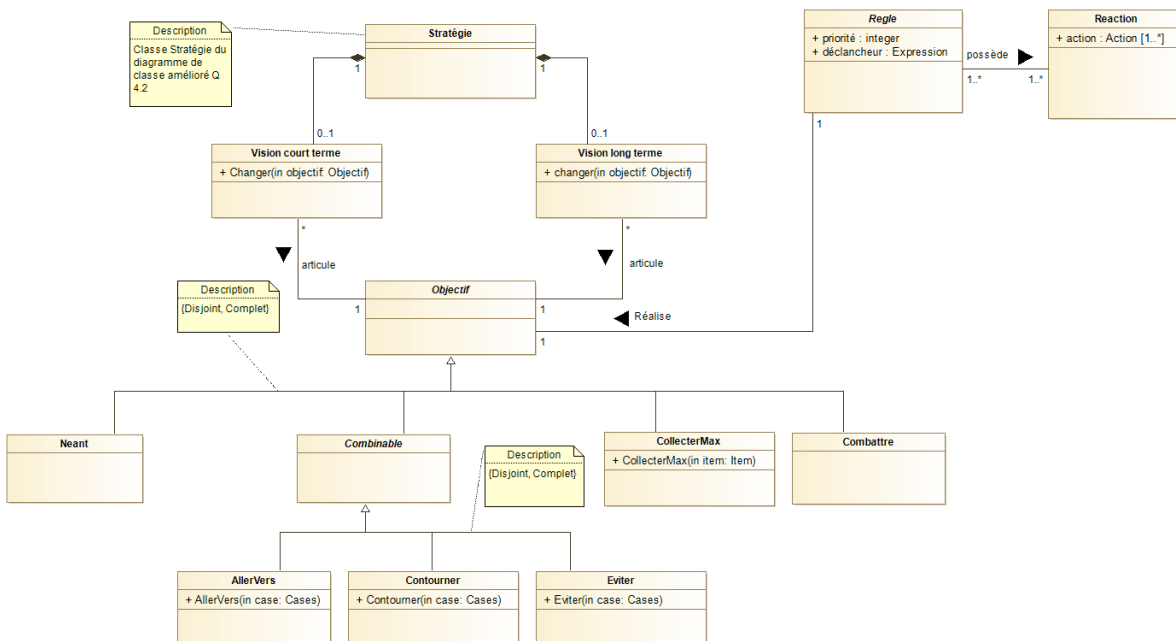 Description
Classe Stratégie du
diagramme de
classe amélioré Q
4.2
Stratégie
1
1
0..1
0..1
Regle
+ priorité : integer
+ déclancheur : Expression
possède
1..*
1..*
Reaction
+ action : Action [1..*]
1
Vision court terme
+ Changer(in objectif: Objectif)
Vision long terme
+ changer(in objectif: Objectif)
*
*
articule
articule
Description
{Disjoint, Complet}
Objectif
1
1
1
Réalise
Neant
Combinable
Description
{Disjoint, Complet}
CollecterMax
+ CollecterMax(in item: Item)
Combattre
AllerVers
+ AllerVers(in case: Cases)
Contourner
+ Contourner(in case: Cases)
Eviter
+ Eviter(in case: Cases)